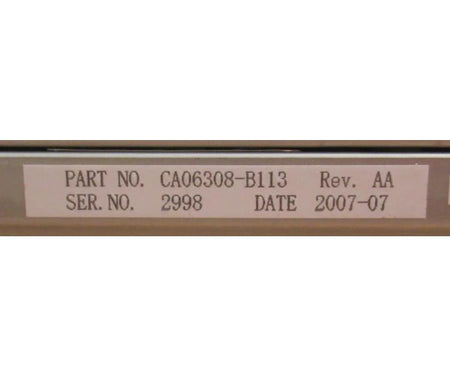 PART NO. CA06308-B113 Rev. AA
SER.NO. 2998 DATE 2007-07